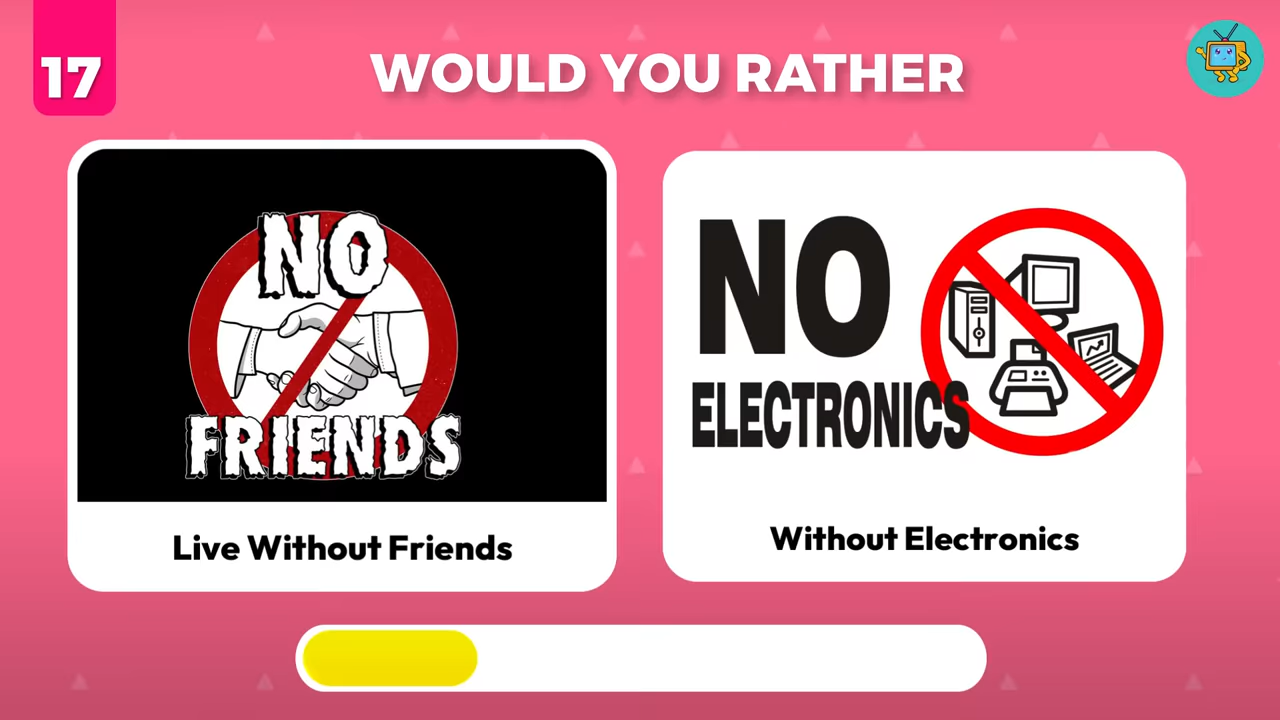 17
WOULD YOU RATHER
NO
FRIENDS
Live Without Friends
NO
ELECTRONICS
Without Electronics